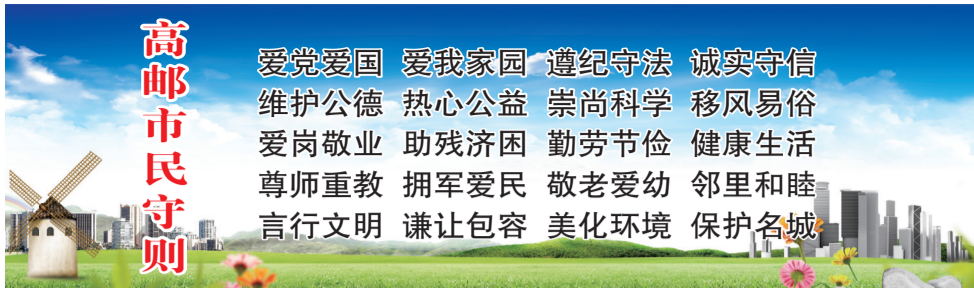 高邮市民守则
爱党爱国 爱我家园 遵纪守法 诚实守信
维护公德 热心公益 崇尚科学 移风易俗
爱岗敬业 助残济困 勤劳节俭 健康生活
尊师重教 拥军爱民 敬老爱幼 邻里和睦
言行文明 谦让包容 美化环境 保护名城